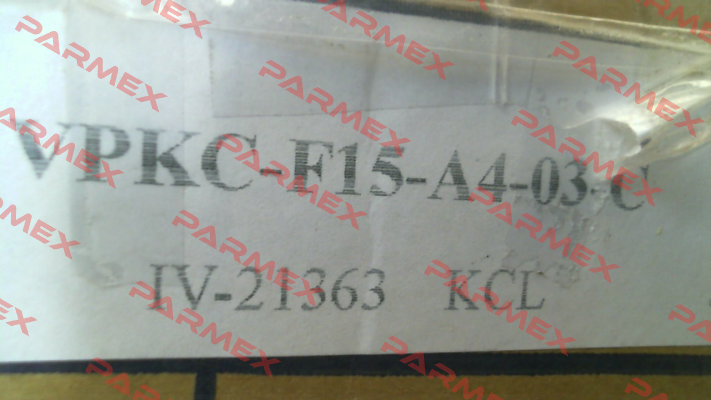 VPKC-F15-A4-03-C
IV-21363 KCL
PARMEX